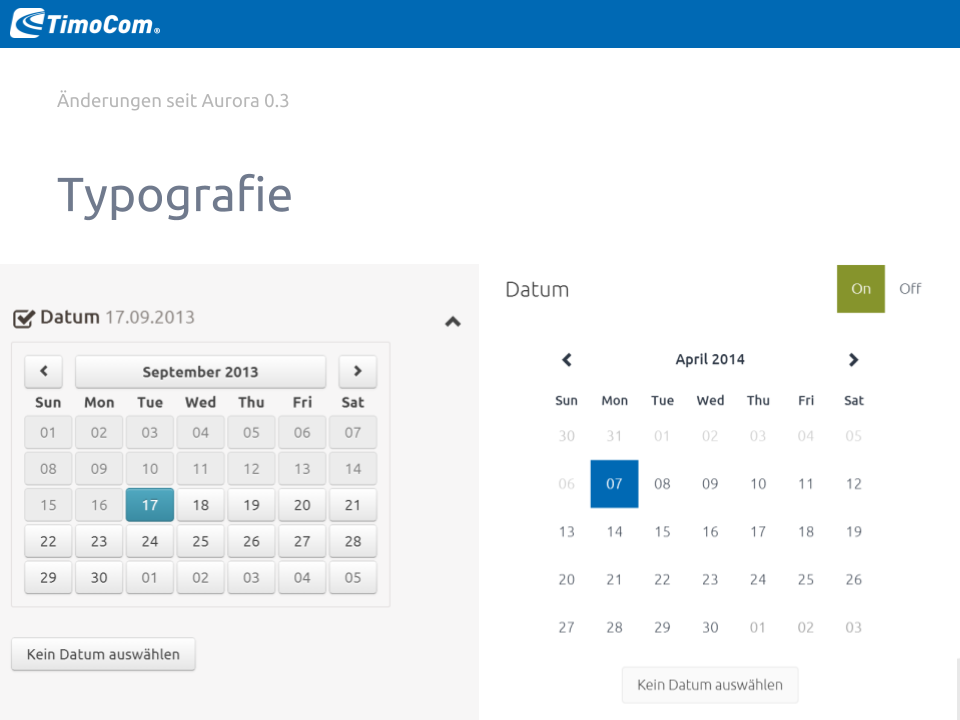 TimoCom®
Änderungen seit Aurora 0.3
Typografie
Datum 17.09.2013
September 2013
Sun Mon Tue Wed Thu Fri Sat
01 02 03 04 05 06 07
08 09 10 11 12 13 14
15 16 17 18 19 20 21
22 23 24 25 26 27 28
29 30 01 02 03 04 05
Kein Datum auswählen
Datum On Off
April 2014
Sun Mon Tue Wed Thu Fri Sat
30 31 01 02 03 04 05
06 07 08 09 10 11 12
13 14 15 16 17 18 19
20 21 22 23 24 25 26
27 28 29 30 01 02 03
Kein Datum auswählen